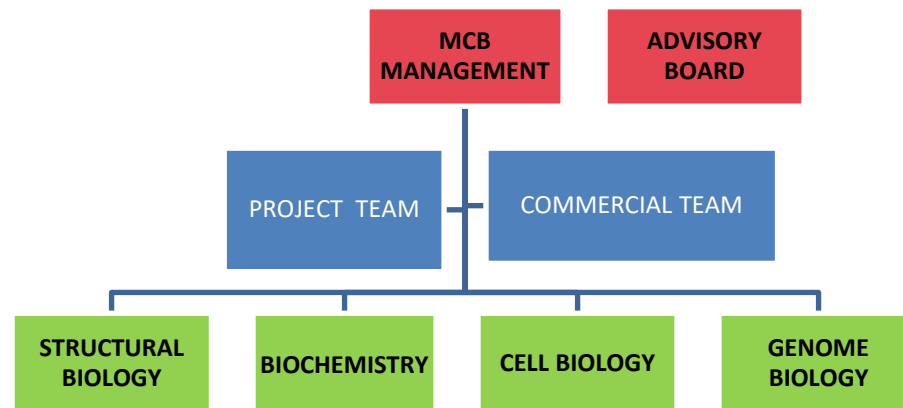 MCB
MANAGEMENT
ADVISORY
BOARD
PROJECT  TEAM
COMMERCIAL TEAM
STRUCTURAL
BIOLOGY
BIOCHEMISTRY
CELL BIOLOGY
GENOME
BIOLOGY